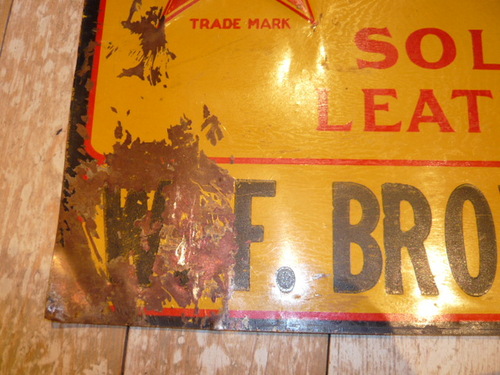 TRADE MARK
SOL
LEAT
W. F. BRO